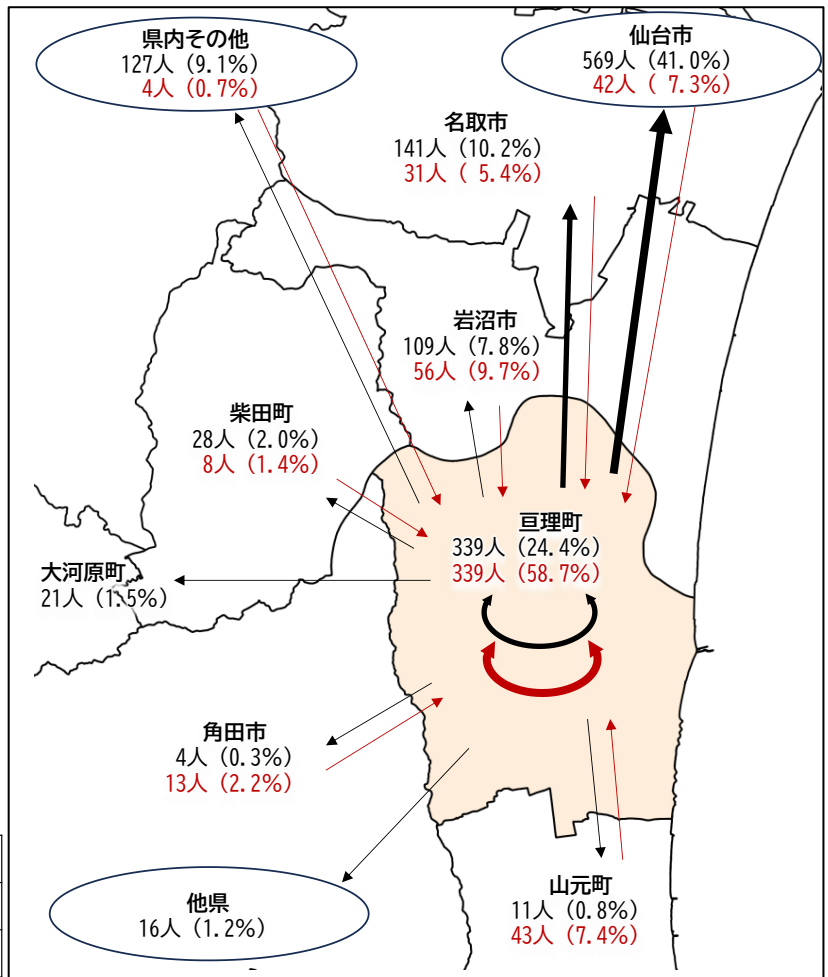 県内その他
127人（9.1%）
4人（0.7%）
仙台市
569人（41.0%）
42人（ 7.3%）
名取市
141人（10.2%）
31人（ 5.4%）
岩沼市
109人（7.8%）
56人（9.7%）
柴田町
28人（2.0%）
8人（1.4%）
亘理町
339人（24.4%）
339人（58.7%）
大河原町
21人（1.5%）
角田市
4人（0.3%）
13人（2.2%）
山元町
11人（0.8%）
43人（7.4%）
他県
16人（1.2%）